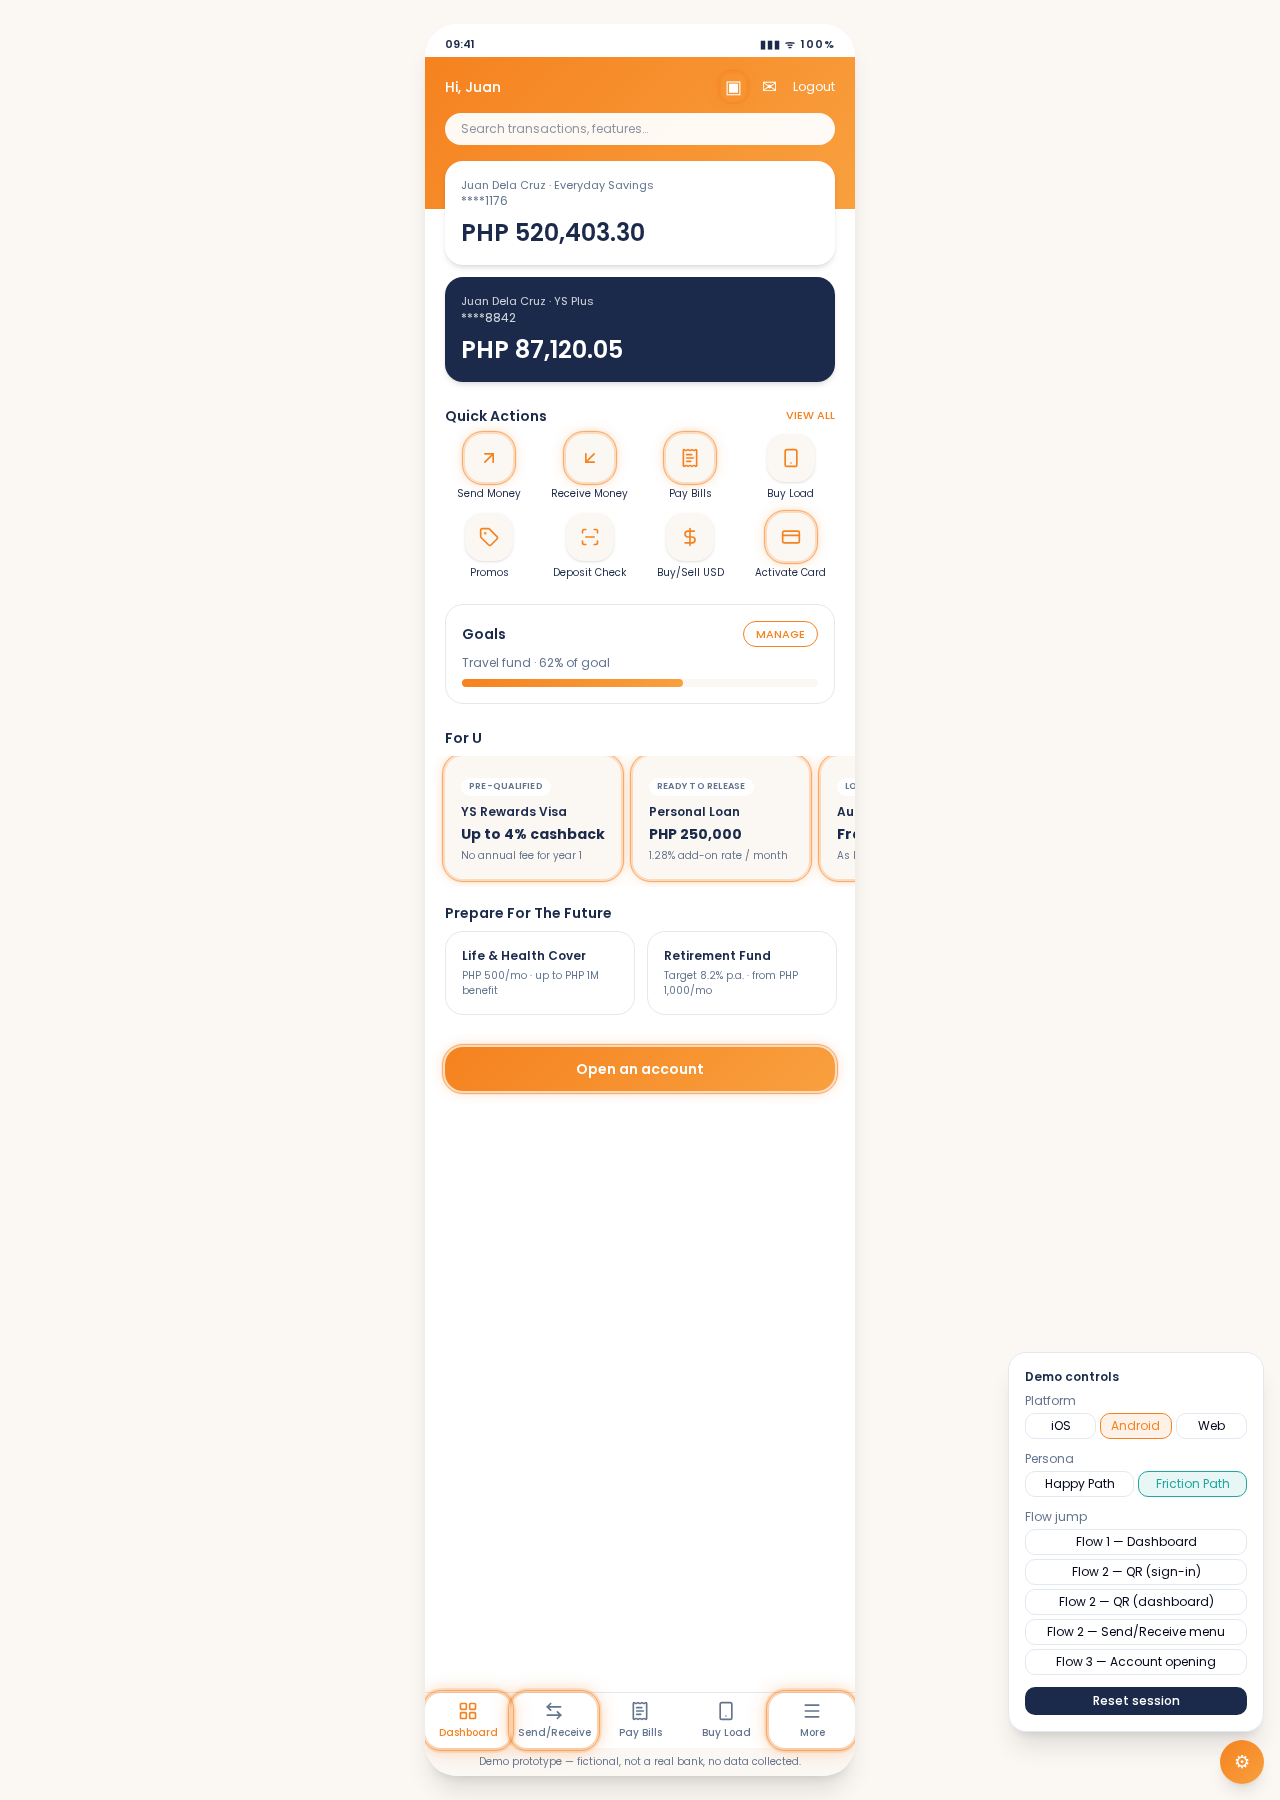 09:41
100%
Hi, Juan
Logout
Search transactions, features…
Juan Dela Cruz · Everyday Savings
****1176
PHP 520,403.30
Juan Dela Cruz · YS Plus
****8842
PHP 87,120.05
Quick Actions
VIEW ALL
Send Money
Receive Money
Pay Bills
Buy Load
Promos
Deposit Check
Buy/Sell USD
Activate Card
Goals
MANAGE
Travel fund · 62% of goal
For U
PRE-QUALIFIED
YS Rewards Visa
Up to 4% cashback
No annual fee for year 1
READY TO RELEASE
Personal Loan
PHP 250,000
1.28% add-on rate / month
Prepare For The Future
Life & Health Cover
PHP 500/mo · up to PHP 1M
benefit
Retirement Fund
Target 8.2% p.a. · from PHP
1,000/mo
Open an account
Dashboard
Send/Receive
Pay Bills
Buy Load
More
Demo prototype — fictional, not a real bank, no data collected.
Demo controls
Platform
iOS
Android
Web
Persona
Happy Path
Friction Path
Flow jump
Flow 1 — Dashboard
Flow 2 — QR (sign-in)
Flow 2 — QR (dashboard)
Flow 2 — Send/Receive menu
Flow 3 — Account opening
Reset session